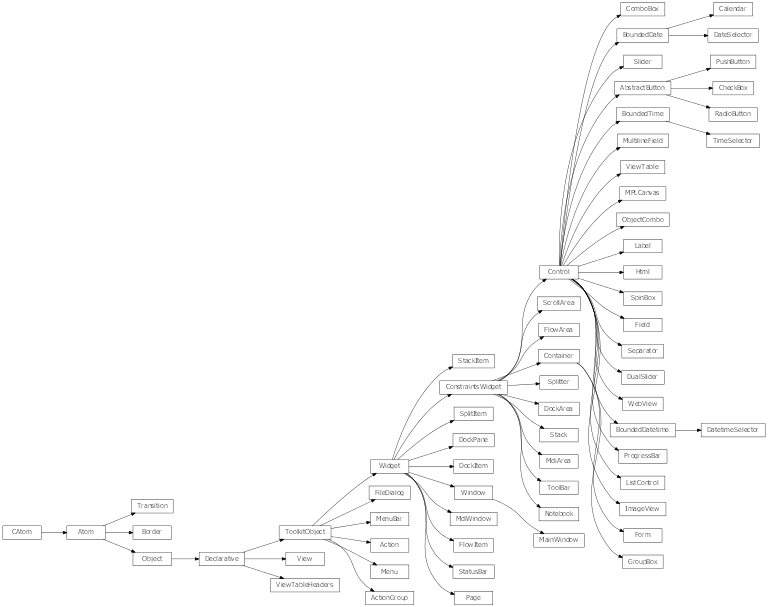 ComboBox
Calendar
BoundedDate
DateSelector
Slider
PushButton
AbstractButton
CheckBox
BoundedTime
RadioButton
MultilineField
TimeSelector
ViewTable
MPLCanvas
ObjectCombo
Label
Control
Html
SpinBox
ScrollArea
Field
FlowArea
Separator
StackItem
Container
DualSlider
ConstraintsWidget
Splitter
WebView
SplitItem
DockArea
BoundedDatetime
DatetimeSelector
DockPane
Stack
ProgressBar
Widget
DockItem
MdiArea
ListControl
FileDialog
Window
ToolBar
Transition
MenuBar
MdiWindow
Notebook
ImageView
CAtom
Atom
Border
ToolkitObject
Action
FlowItem
MainWindow
Form
Object
Declarative
View
Menu
StatusBar
GroupBox
ViewTableHeaders
ActionGroup
Page